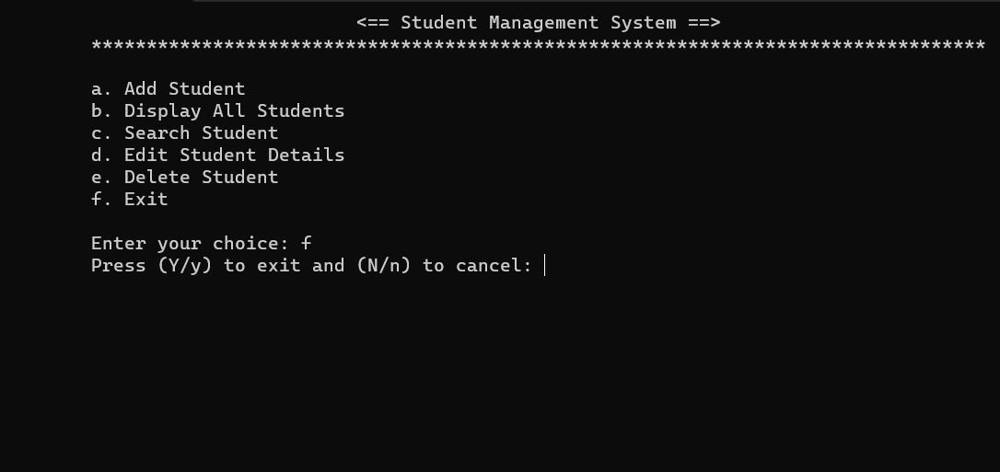 <== Student Management System ==>
*********************************************************************************
a. Add Student
b. Display All Students
c. Search Student
d. Edit Student Details
e. Delete Student
f. Exit
Enter your choice: f
Press (Y/y) to exit and (N/n) to cancel: